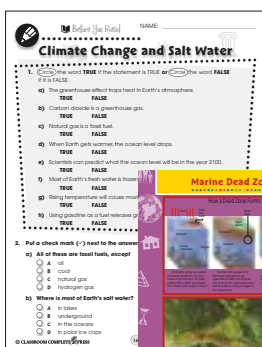 Before You Read
NAME:
Climate Change and Salt Water
1. Circle the word TRUE if the statement is TRUE or Circle the word FALSE
if it is FALSE.
a) The greenhouse effect traps heat in Earth's atmosphere.
TRUE FALSE
b) Carbon dioxide is a greenhouse gas.
TRUE FALSE
c) Natural gas is a fossil fuel.
TRUE FALSE
d) When Earth gets warmer, the ocean level drops.
TRUE FALSE
e) Scientists can predict what the ocean level will be in the year 2100.
TRUE FALSE
f) Most of Earth's fresh water is frozen
TRUE FALSE
g) Rising temperature will cause
TRUE FALSE
h) Using gasoline as a fuel releases
TRUE FALSE
2. Put a check mark (✓) next to the answer
a) All of these are fossil fuels, except
A oil
B coal
C natural gas
D hydrogen gas
b) Where is most of Earth's salt water?
A in lakes
B underground
C in the oceans
D in polar ice caps
© CLASSROOM COMPLETE PRESS
Marine Dead Zo
How a Dead Zone Forms